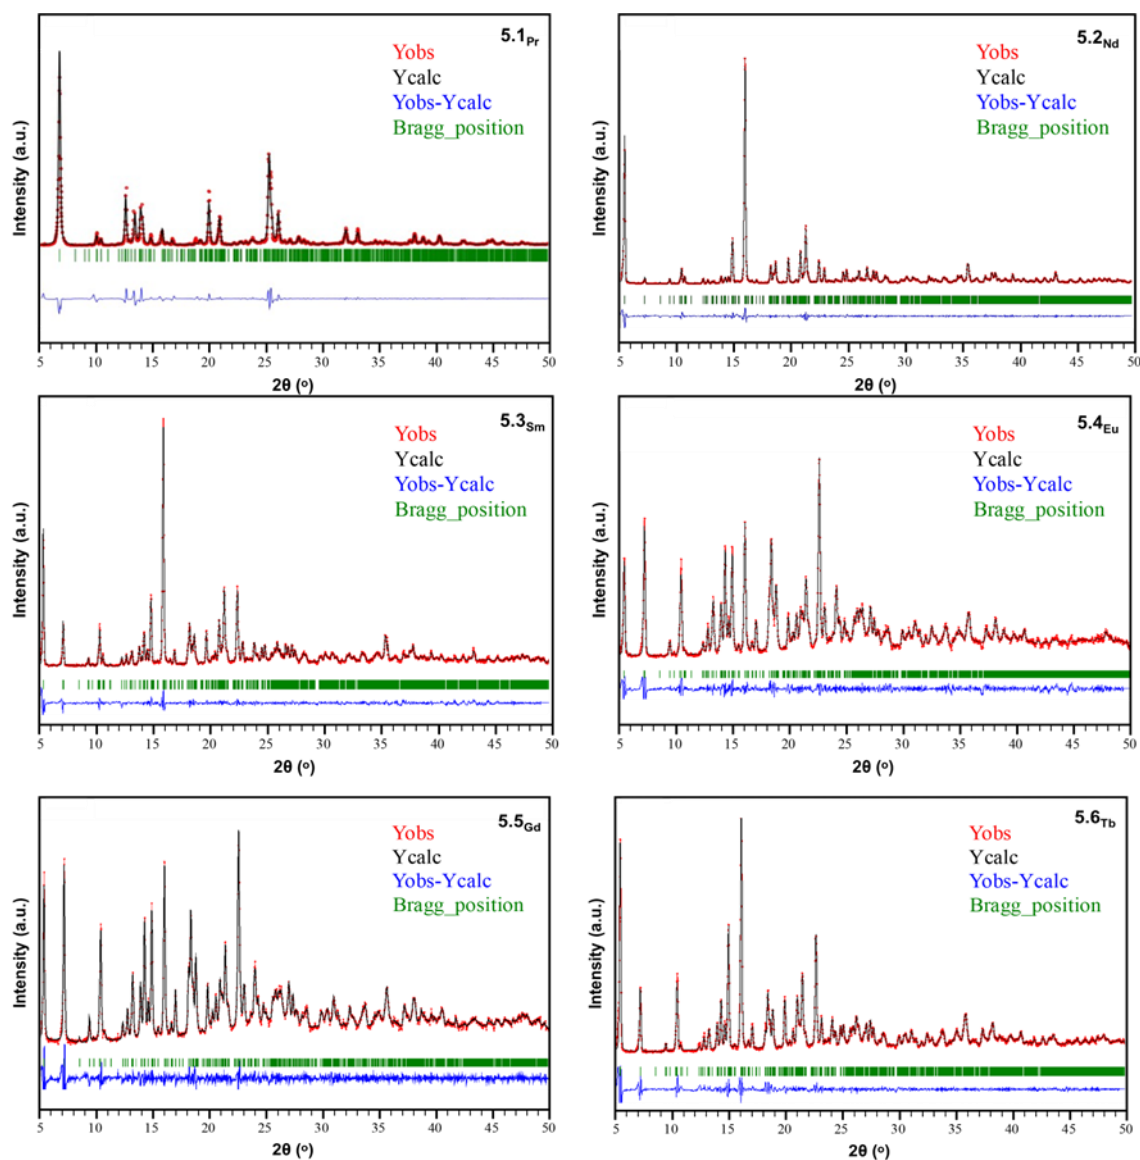 5.1Pr
Yobs
Ycalc
Yobs-Ycalc
Bragg_position
Intensity (a.u.)
5 10 15 20 25 30 35 40 45 50
2θ (o)
5.2Nd
Yobs
Ycalc
Yobs-Ycalc
Bragg_position
Intensity (a.u.)
5 10 15 20 25 30 35 40 45 50
2θ (o)
5.3Sm
Yobs
Ycalc
Yobs-Ycalc
Bragg_position
Intensity (a.u.)
5 10 15 20 25 30 35 40 45 50
2θ (o)
5.4Eu
Yobs
Ycalc
Yobs-Ycalc
Bragg_position
Intensity (a.u.)
5 10 15 20 25 30 35 40 45 50
2θ (o)
5.5Gd
Yobs
Ycalc
Yobs-Ycalc
Bragg_position
Intensity (a.u.)
5 10 15 20 25 30 35 40 45 50
2θ (o)
5.6Tb
Yobs
Ycalc
Yobs-Ycalc
Bragg_position
Intensity (a.u.)
5 10 15 20 25 30 35 40 45 50
2θ (o)